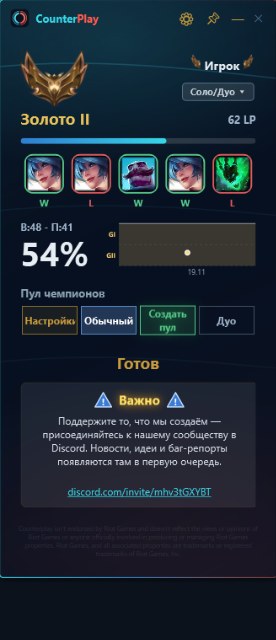 CounterPlay
Игрок
Соло/Дуо
Золото II
62 LP
W L W W L
В:48 - П:41
54%
GI
GII
19.11
Пул чемпионов
Настройки Обычный Создать пул Дуо
Готов
Важно
Поддержите то, что мы создаём —
присоединяйтесь к нашему сообществу в
Discord. Новости, идеи и баг-репорты
появляются там в первую очередь.
discord.com/invite/mhv3tGXYBT